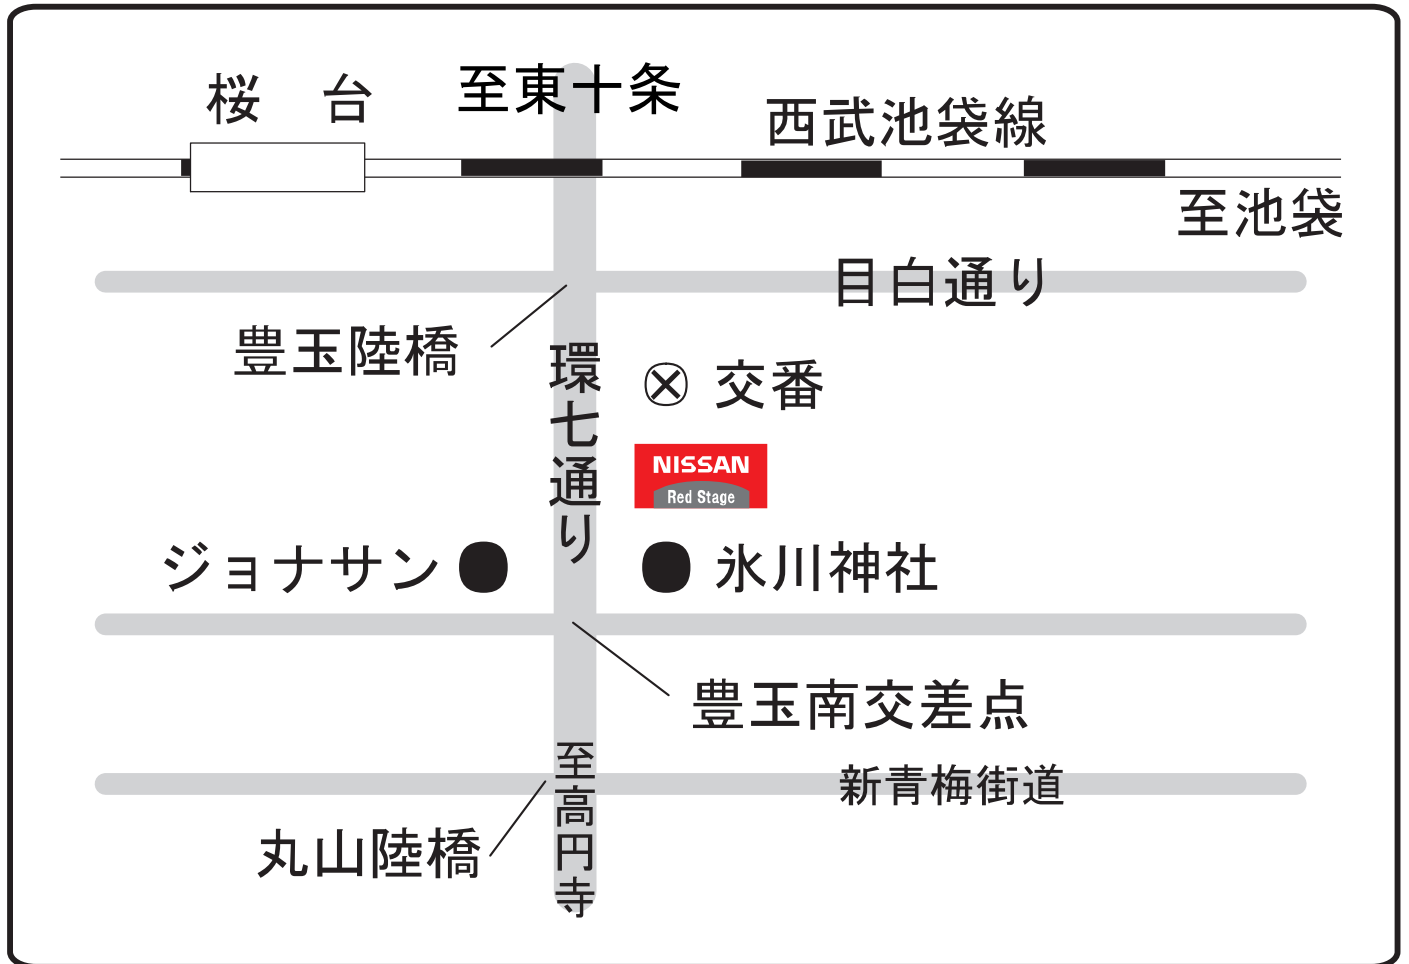 桜台
至東十条
西武池袋線
至池袋
目白通り
豊玉陸橋
環七通り
交番
NISSAN
Red Stage
ジョナサン
氷川神社
豊玉南交差点
新青梅街道
至高円寺
丸山陸橋